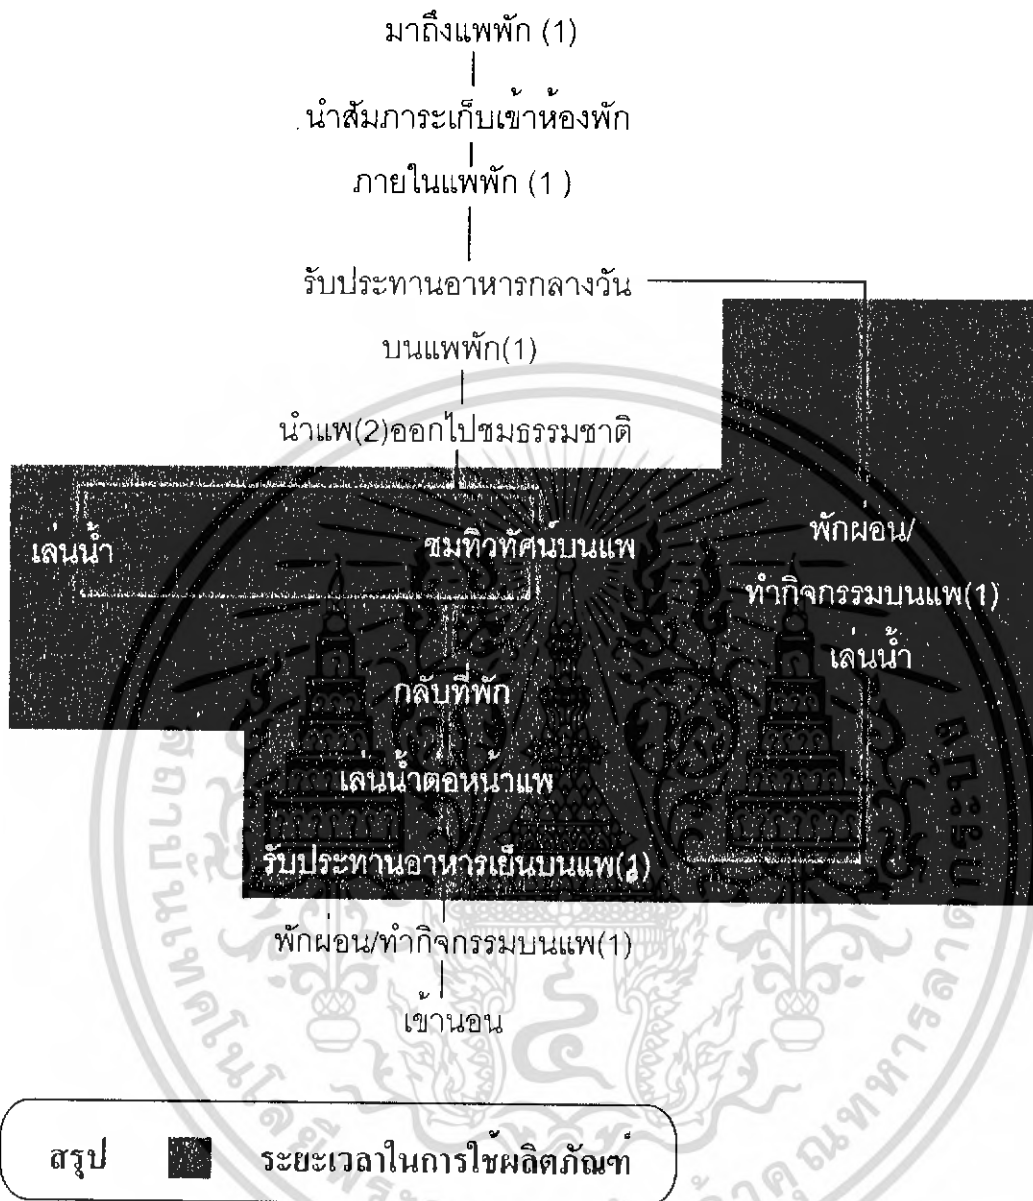 มาถึงแพพัก (1)
นำสัมภาระเก็บเข้าห้องพัก
ภายในแพพัก (1 )
รับประทานอาหารกลางวัน
บนแพพัก(1)
นำแพ(2)ออกไปชมธรรมชาติ
เล่นน้ำ
ชมทิวทัศน์บนแพ
พักผ่อน/
ทำกิจกรรมบนแพ(1)
เล่นน้ำ
กลับที่พัก
เล่นน้ำต่อหน้าแพ
รับประทานอาหารเย็นบนแพ(1)
พักผ่อน/ทำกิจกรรมบนแพ(1)
เข้านอน
สรุป ระยะเวลาในการใช้ผลิตภัณฑ์